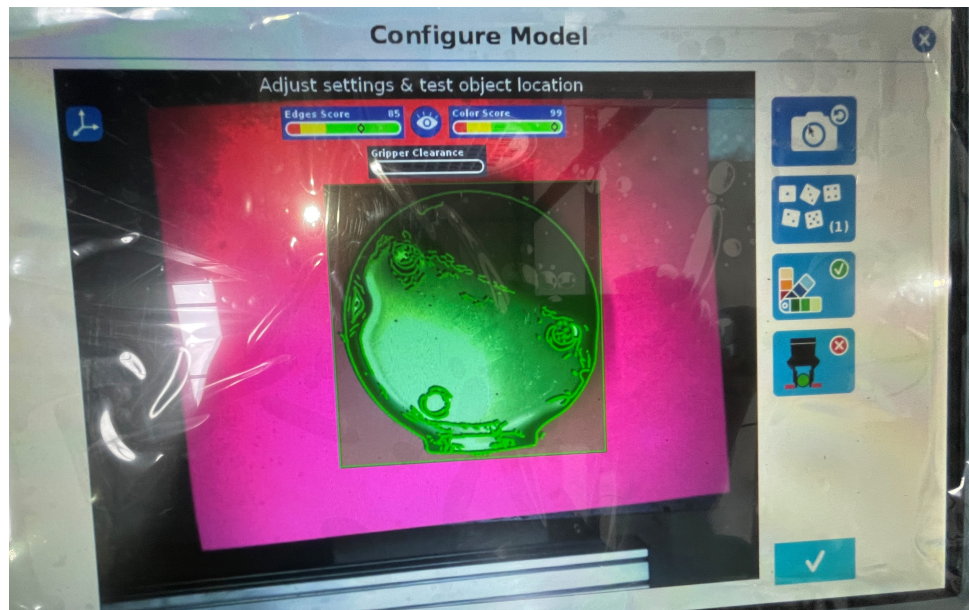 Configure Model
Adjust settings & test object location
Edges Score 85
Color Score 99
Gripper Clearance
(1)